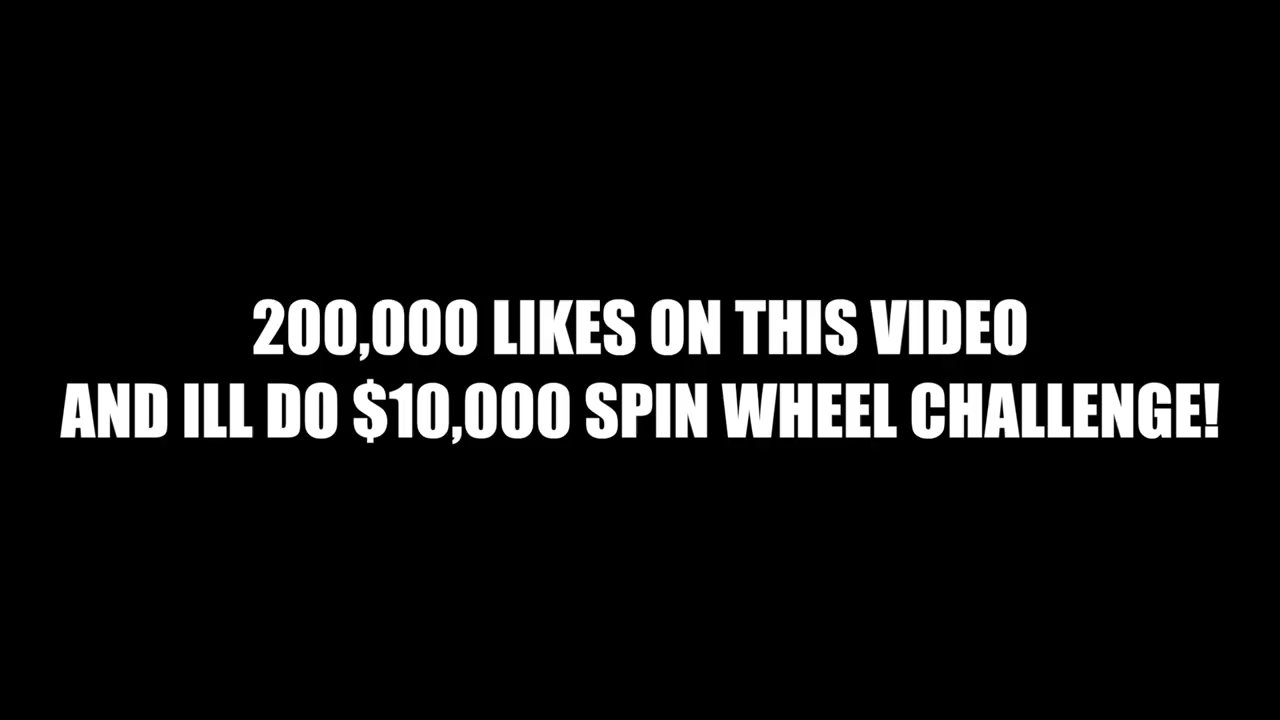 200,000 LIKES ON THIS VIDEO
AND ILL DO $10,000 SPIN WHEEL CHALLENGE!